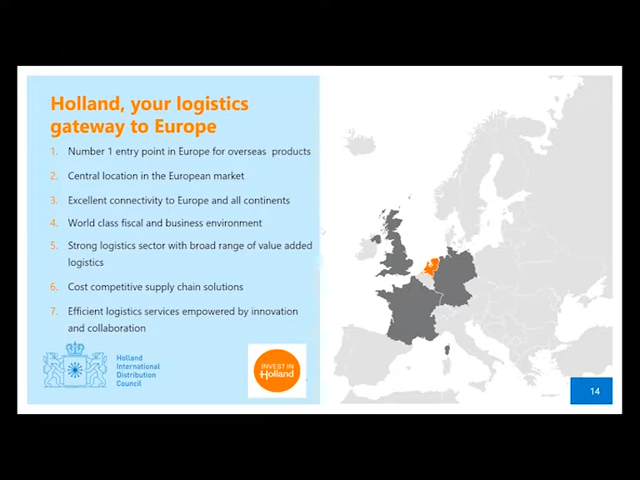 Holland, your logistics
gateway to Europe
1. Number 1 entry point in Europe for overseas products
2. Central location in the European market
3. Excellent connectivity to Europe and all continents
4. World class fiscal and business environment
5. Strong logistics sector with broad range of value added
logistics
6. Cost competitive supply chain solutions
7. Efficient logistics services empowered by innovation
and collaboration
Holland
International
Distribution
Council
INVEST IN
Holland
14